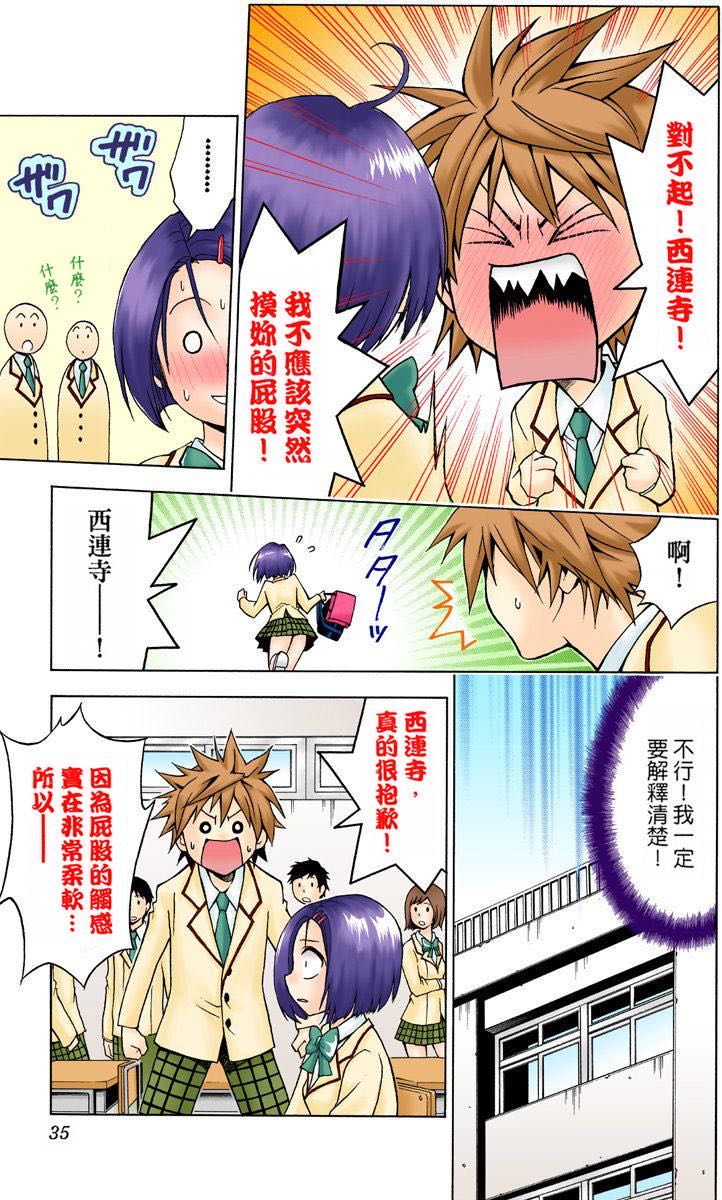 對不起！西連寺！
我不應該突然
摸妳的屁股！
………
ザワ
ザワ
什麼？
什麼？
啊！
タターッ
西連寺——！
不行！我一定
要解釋清楚！
西連寺，
真的很抱歉！
因為屁股的觸感
實在非常柔軟…
所以——
35